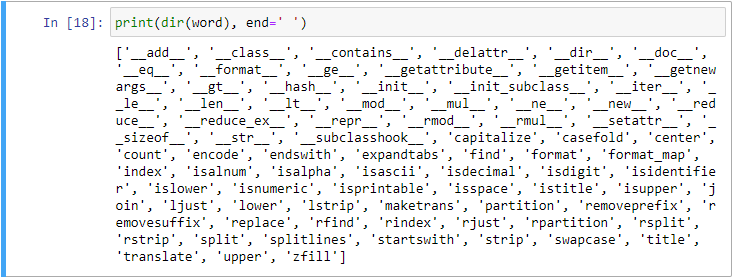 In [18]: print(dir(word), end=' ')
['__add__', '__class__', '__contains__', '__delattr__', '__dir__', '__doc__',
'__eq__', '__format__', '__ge__', '__getattribute__', '__getitem__', '__getnew
args__', '__gt__', '__hash__', '__init__', '__init_subclass__', '__iter__', '_
_le__', '__len__', '__lt__', '__mod__', '__mul__', '__ne__', '__new__', '__red
uce__', '__reduce_ex__', '__repr__', '__rmod__', '__rmul__', '__setattr__', '_
_sizeof__', '__str__', '__subclasshook__', 'capitalize', 'casefold', 'center',
'count', 'encode', 'endswith', 'expandtabs', 'find', 'format', 'format_map',
'index', 'isalnum', 'isalpha', 'isascii', 'isdecimal', 'isdigit', 'isidentifie
r', 'islower', 'isnumeric', 'isprintable', 'isspace', 'istitle', 'isupper', 'j
oin', 'ljust', 'lower', 'lstrip', 'maketrans', 'partition', 'removeprefix', 'r
emovesuffix', 'replace', 'rfind', 'rindex', 'rjust', 'rpartition', 'rsplit',
'rstrip', 'split', 'splitlines', 'startswith', 'strip', 'swapcase', 'title',
'translate', 'upper', 'zfill']